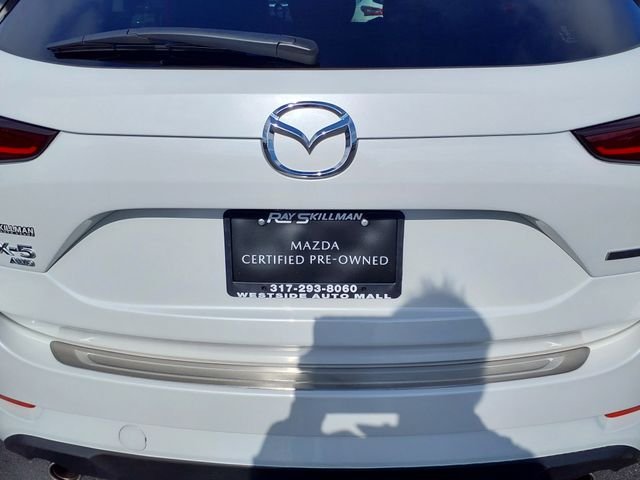 RAY SKILLMAN
MAZDA
CERTIFIED PRE-OWNED
317-293-8060
WESTSIDE AUTO MALL
SKILLMAN
X-5
AWD